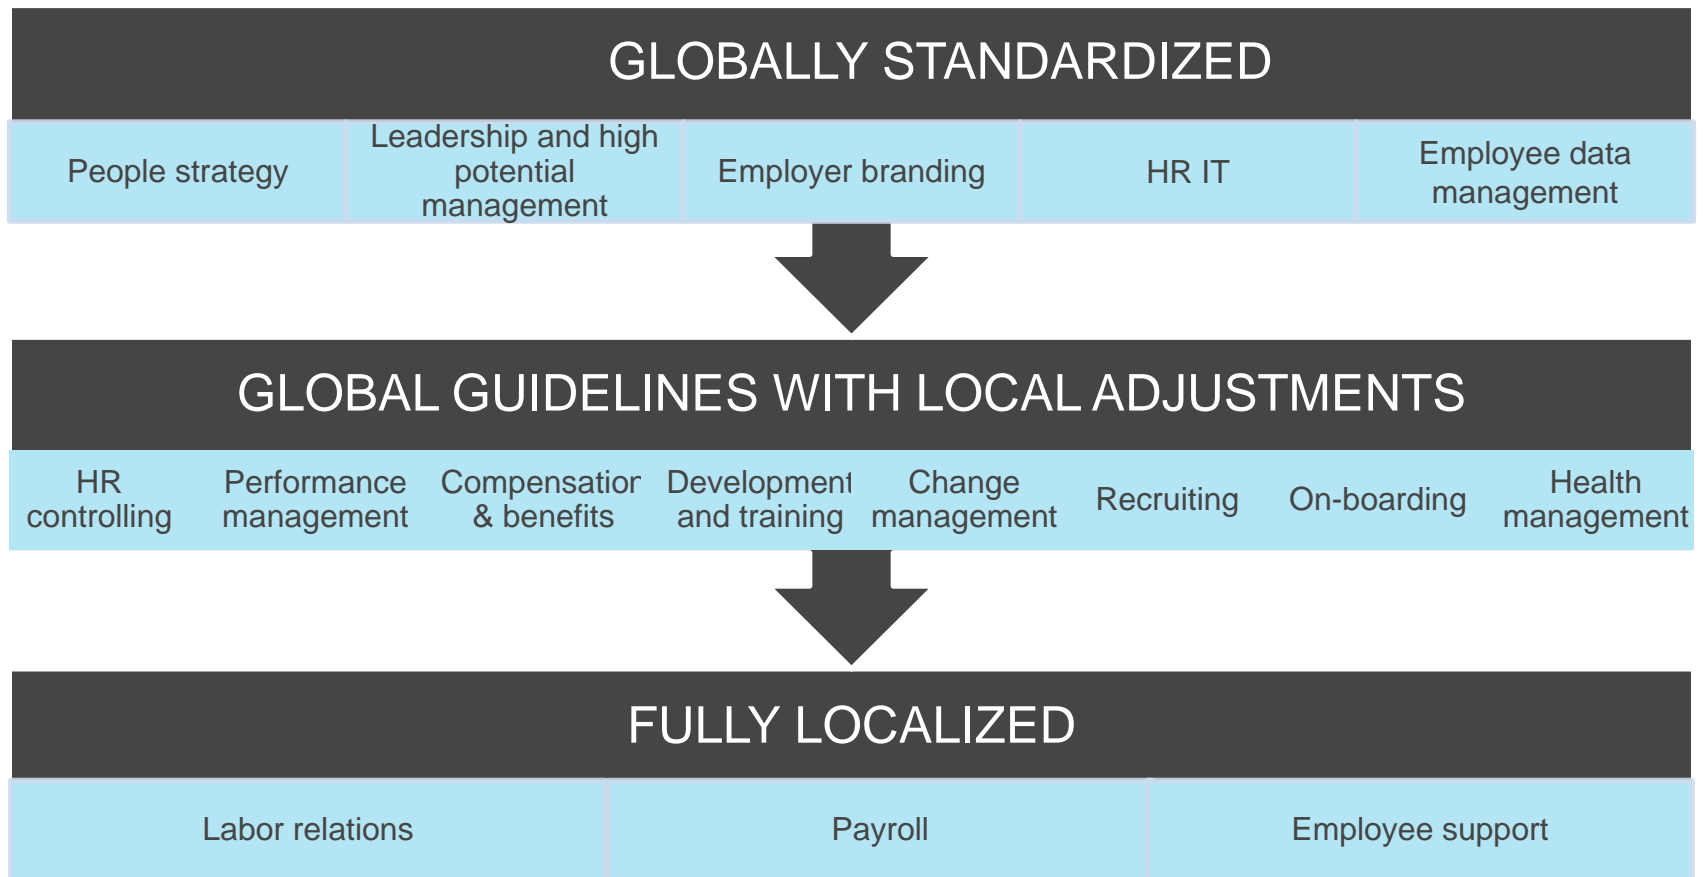 GLOBALLY STANDARDIZED
People strategy
Leadership and high
potential
management
Employer branding
HR IT
Employee data
management
GLOBAL GUIDELINES WITH LOCAL ADJUSTMENTS
HR
controlling
Performance
management
Compensation
& benefits
Development
and training
Change
management
Recruiting
On-boarding
Health
management
FULLY LOCALIZED
Labor relations
Payroll
Employee support